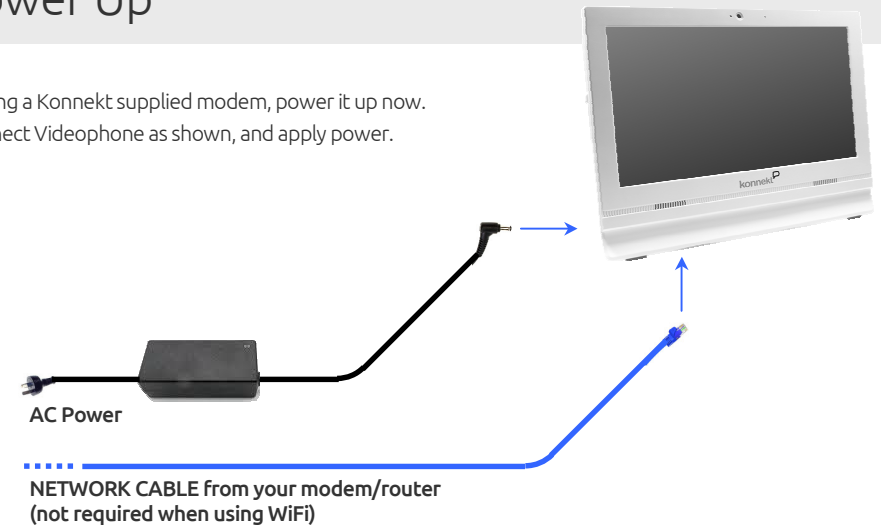 wer Up
ng a Konnekt supplied modem, power it up now.
nect Videophone as shown, and apply power.
konnekt
AC Power
NETWORK CABLE from your modem/router
(not required when using WiFi)